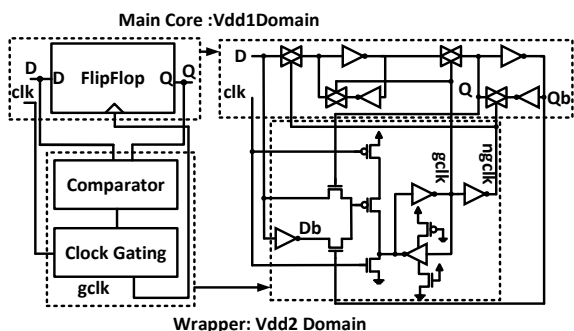 Main Core :Vdd1Domain
D
D
FlipFlop
Q
Q
clk
Comparator
Clock Gating
gclk
D
clk
Q
Qb
gclk
ngclk
Db
Wrapper: Vdd2 Domain